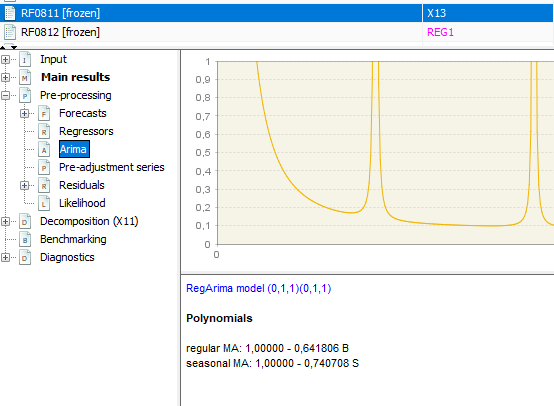 RF0811 [frozen] X13
RF0812 [frozen] REG1
Input
Main results
Pre-processing
Forecasts
Regressors
Arima
Pre-adjustment series
Residuals
Likelihood
Decomposition (X11)
Benchmarking
Diagnostics
1
0,9
0,8
0,7
0,6
0,5
0,4
0,3
0,2
0,1
0
0
RegArima model (0,1,1)(0,1,1)
Polynomials
regular MA: 1,00000 - 0,641806 B
seasonal MA: 1,00000 - 0,740708 S